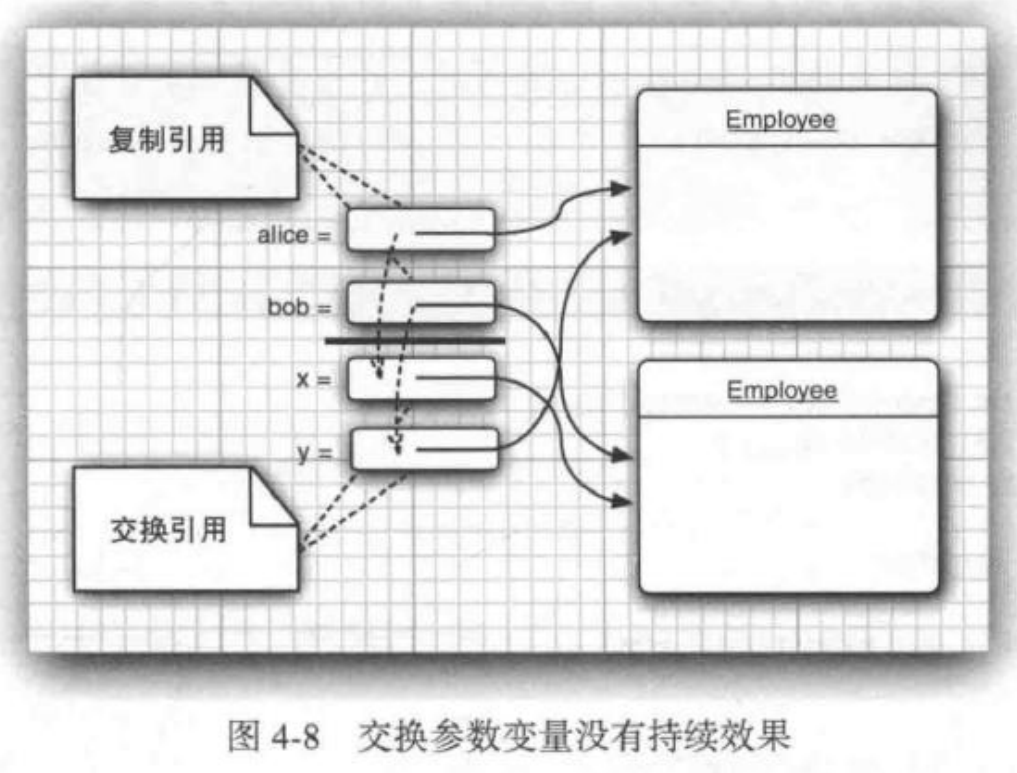 复制引用
Employee
alice =
bob =
x =
Employee
y =
交换引用
图 4-8 交换参数变量没有持续效果